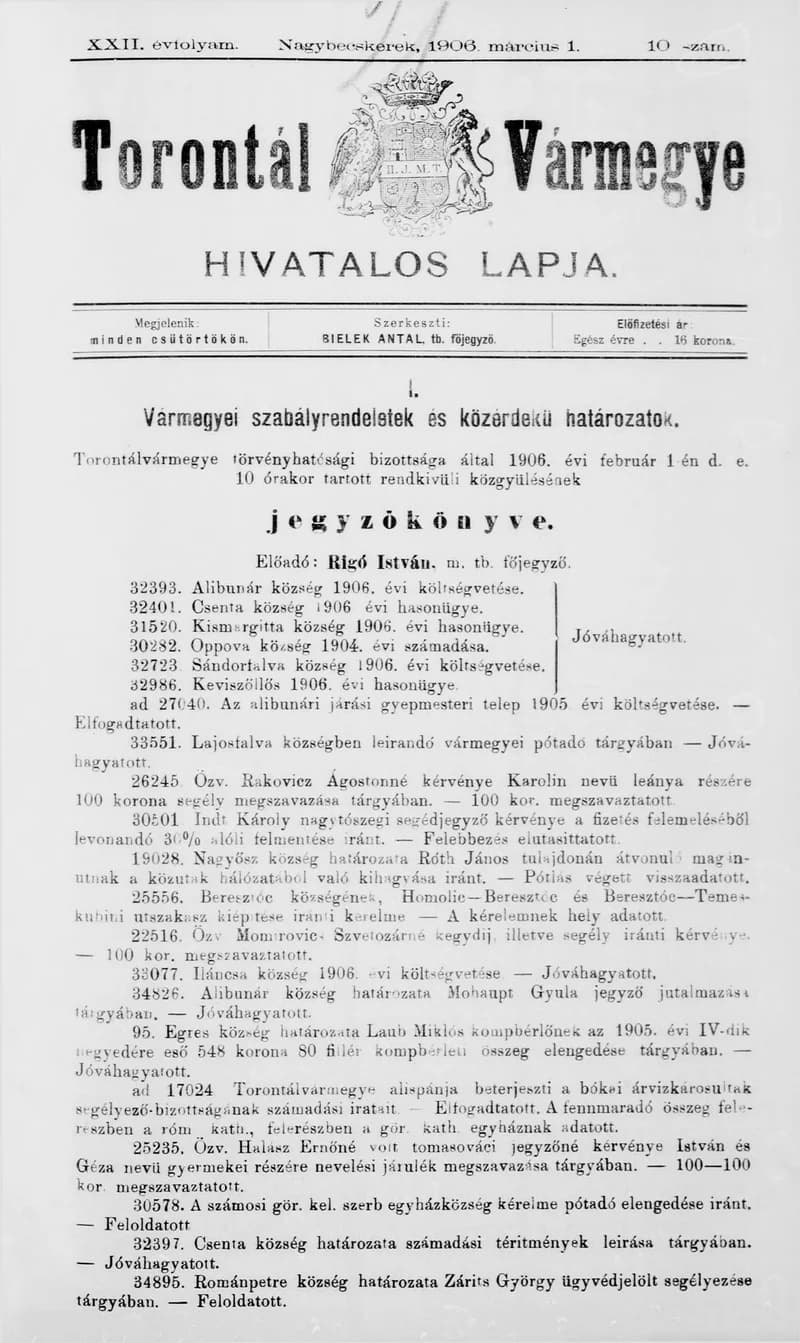 XXII. évfolyam. Nagybecskerek, 1906. március 1. 10 -szám.
Torontál Vármegye
II. J. M. T.
HIVATALOS LAPJA.
Megjelenik:
minden csütörtökön.
Szerkeszti:
BIELEK ANTAL, tb. főjegyző.
Előfizetési ár
Egész évre . . 16 korona.
I.
Vármegyei szabályrendeletek és közérdekü határozatok.
Torontálvármegye törvényhatósági bizottsága által 1906. évi február 1-én d. e.
10 órakor tartott rendkivüli közgyülésének
jegyzőkönyve.
Előadó: Rigó István, m. tb. főjegyző.
32393. Alibunár község 1906. évi költségvetése.
32401. Csenta község 1906 évi hasonügye.
31520. Kismargitta község 1906. évi hasonügye.
30282. Oppova község 1904. évi számadása.
32723 Sándorfalva község 1906. évi költségvetése.
32986. Keviszöllős 1906. évi hasonügye.
Jóváhagyatott.
ad 27040. Az alibunári járási gyepmesteri telep 1905 évi költségvetése. —
Elfogadtatott.
33551. Lajosfalva községben leirandó vármegyei pótadó tárgyában — Jóvá-
hagyatott.
26245 Özv. Rakovicz Ágostonné kérvénye Karolin nevü leánya részére
100 korona segély megszavazása tárgyában. — 100 kor. megszavaztatott
30501 Indt Károly nagytószegi segédjegyző kérvénye a fizetés felemeléséből
levonandó 30% alóli felmentése iránt. — Felebbezés elutasittatott.
19028. Nagyősz község határozata Róth János tulajdonán átvonuló magán-
utnak a közutak hálózatából való kihagyása iránt. — Pótlás végett visszaadatott.
25556. Beresztóc községének, Homolic—Beresztóc és Beresztóc—Temes-
kubini utszakasz kiépitése iránti kérelme — A kérelemnek hely adatott.
22516. Özv Momirovics Szvetozárné kegydij, illetve segély iránti kérvénye.
— 100 kor. megszavaztatott.
33077. Iláncsa község 1906. évi költségvetése — Jóváhagyatott.
34826. Alibunár község határozata Mohaupt Gyula jegyző jutalmazása
tárgyában. — Jóváhagyatott.
95. Egres község határozata Laub Miklós kompbérlőnek az 1905. évi IV-dik
negyedére eső 548 korona 80 fillér kompbérleti összeg elengedése tárgyában. —
Jóváhagyatott.
ad 17024 Torontálvármegye alispánja beterjeszti a bókai árvizkárosultak
segélyező-bizottságának számadási iratait — Elfogadtatott. A fennmaradó összeg fele-
részben a róm kath., felerészben a gör. kath egyháznak adatott.
25235. Özv. Halász Ernőné volt tomasováci jegyzőné kérvénye István és
Géza nevü gyermekei részére nevelési járulék megszavazása tárgyában. — 100—100
kor. megszavaztatott.
30578. A számosi gör. kel. szerb egyházközség kérelme pótadó elengedése iránt.
— Feloldatott
32397. Csenta község határozata számadási téritmények leirása tárgyában.
— Jóváhagyatott.
34895. Románpetre község határozata Zárits György ügyvédjelölt segélyezése
tárgyában. — Feloldatott.